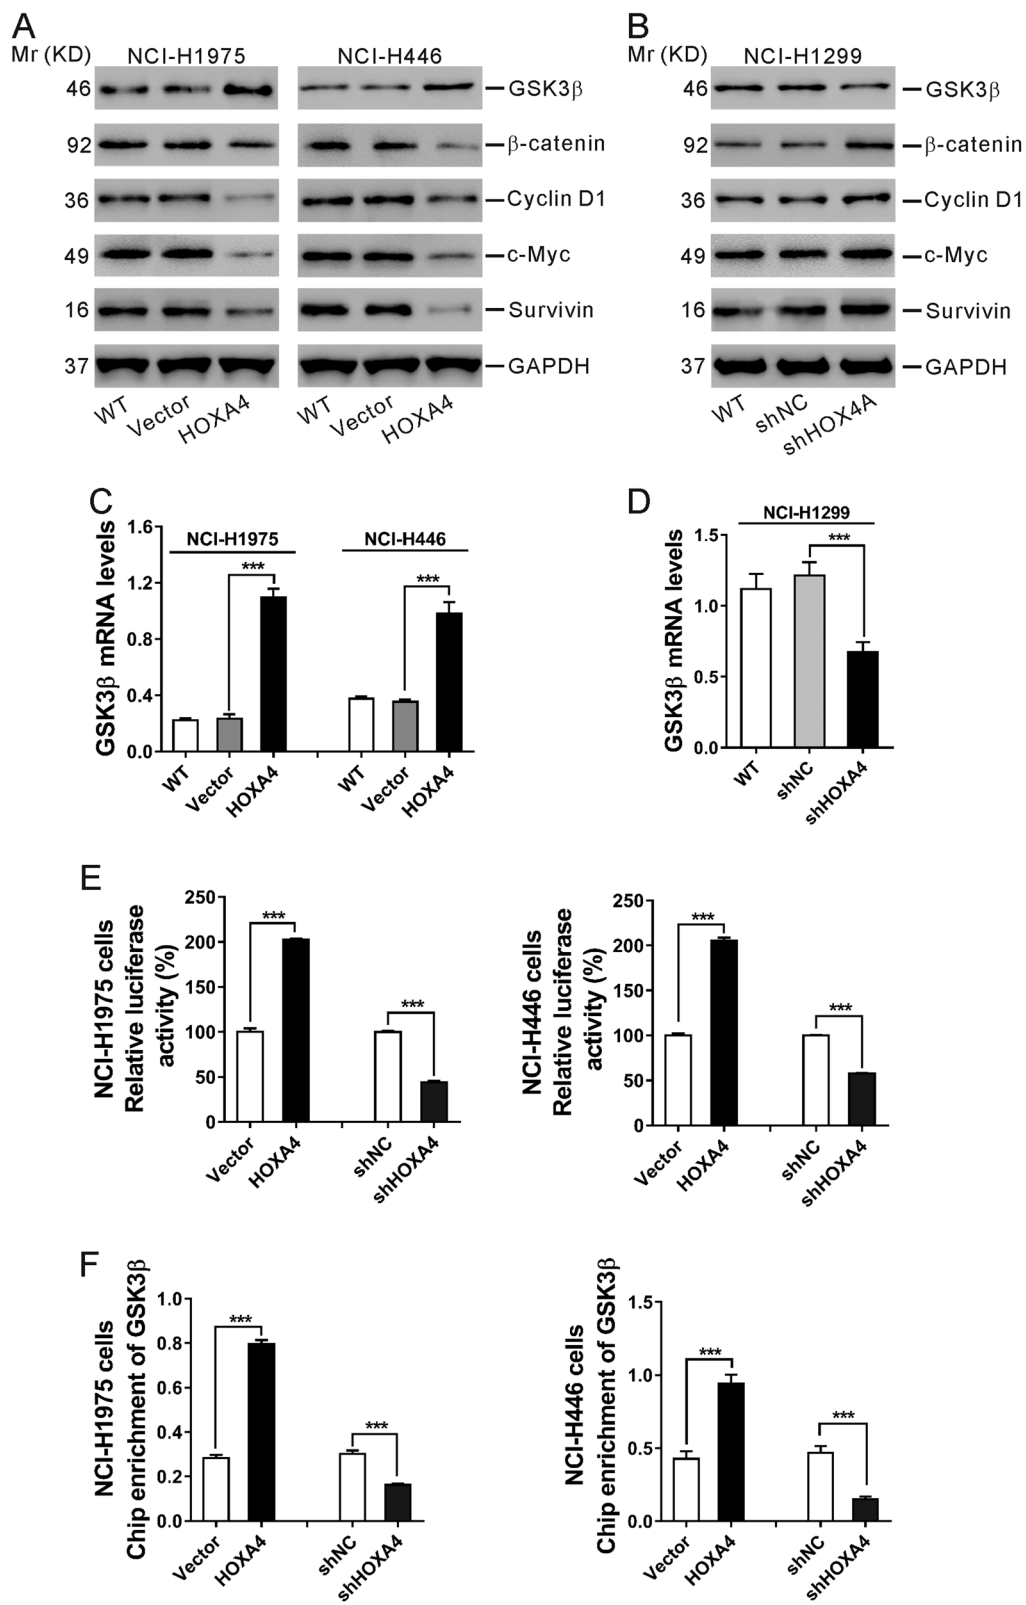 A
B
Mr (KD) NCI-H1975 NCI-H446
Mr (KD) NCI-H1299
46 GSK3β
92 β-catenin
36 Cyclin D1
49 c-Myc
16 Survivin
37 GAPDH
WT Vector HOXA4 WT Vector HOXA4
46 GSK3β
92 β-catenin
36 Cyclin D1
49 c-Myc
16 Survivin
37 GAPDH
WT shNC shHOX4A
C
GSK3β mRNA levels
1.6
1.2
0.8
0.4
0.0
NCI-H1975 NCI-H446
*** ***
WT Vector HOXA4 WT Vector HOXA4
D
NCI-H1299
GSK3β mRNA levels
1.5
1.0
0.5
0.0
***
WT shNC shHOXA4
E
NCI-H1975 cells
Relative luciferase
activity (%)
250
200
150
100
50
0
*** ***
Vector HOXA4 shNC shHOXA4
NCI-H446 cells
Relative luciferase
activity (%)
250
200
150
100
50
0
*** ***
Vector HOXA4 shNC shHOXA4
F
NCI-H1975 cells
Chip enrichment of GSK3β
1.0
0.8
0.6
0.4
0.2
0.0
*** ***
Vector HOXA4 shNC shHOXA4
NCI-H446 cells
Chip enrichment of GSK3β
1.5
1.0
0.5
0.0
*** ***
Vector HOXA4 shNC shHOXA4